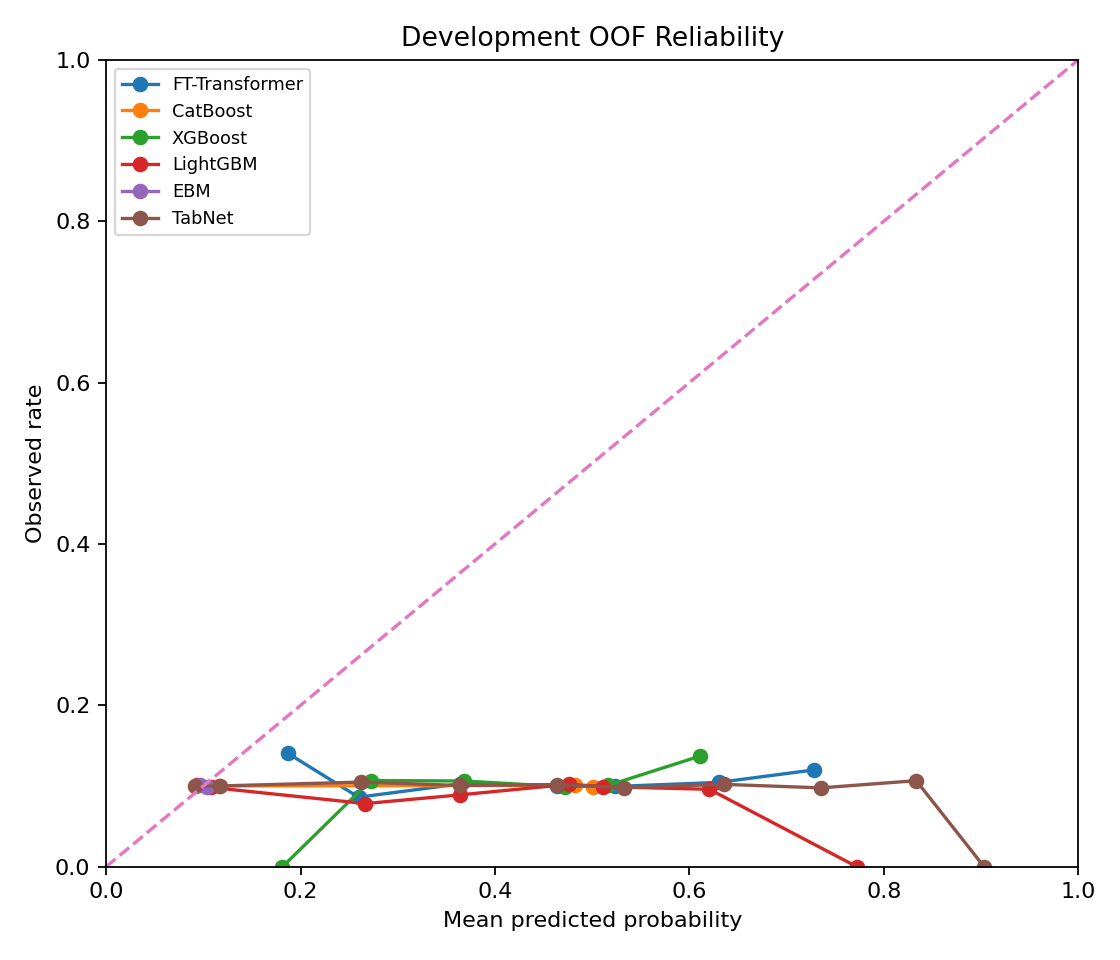 Development OOF Reliability
FT-Transformer
CatBoost
XGBoost
LightGBM
EBM
TabNet
Observed rate
1.0
0.8
0.6
0.4
0.2
0.0
0.0 0.2 0.4 0.6 0.8 1.0
Mean predicted probability